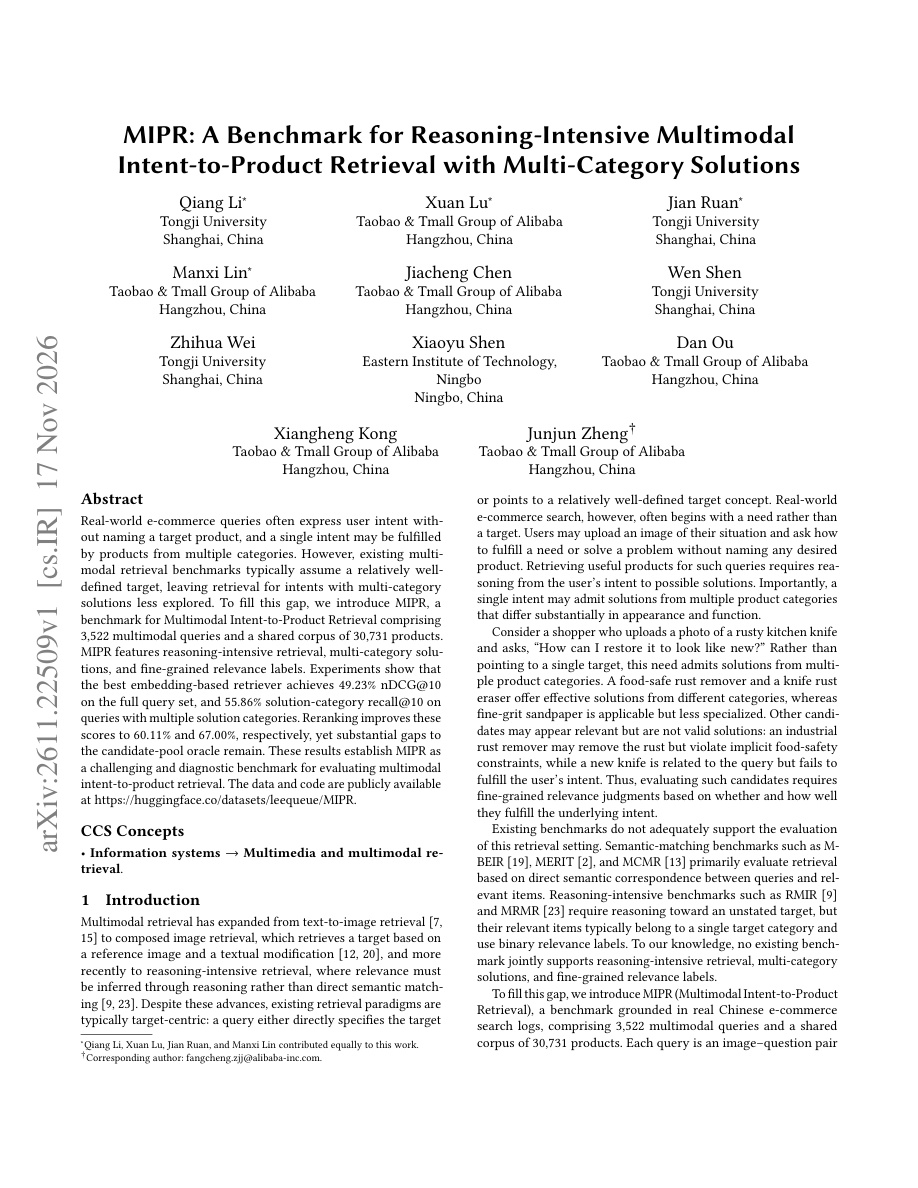 MIPR: A Benchmark for Reasoning-Intensive Multimodal
Intent-to-Product Retrieval with Multi-Category Solutions
Qiang Li*
Tongji University
Shanghai, China
Xuan Lu*
Taobao & Tmall Group of Alibaba
Hangzhou, China
Jian Ruan*
Tongji University
Shanghai, China
Manxi Lin*
Taobao & Tmall Group of Alibaba
Hangzhou, China
Jiacheng Chen
Taobao & Tmall Group of Alibaba
Hangzhou, China
Wen Shen
Tongji University
Shanghai, China
Zhihua Wei
Tongji University
Shanghai, China
Xiaoyu Shen
Eastern Institute of Technology,
Ningbo
Ningbo, China
Dan Ou
Taobao & Tmall Group of Alibaba
Hangzhou, China
Xiangheng Kong
Taobao & Tmall Group of Alibaba
Hangzhou, China
Junjun Zheng†
Taobao & Tmall Group of Alibaba
Hangzhou, China
arXiv:2611.22509v1 [cs.IR] 17 Nov 2026
Abstract
Real-world e-commerce queries often express user intent with-
out naming a target product, and a single intent may be fulfilled
by products from multiple categories. However, existing multi-
modal retrieval benchmarks typically assume a relatively well-
defined target, leaving retrieval for intents with multi-category
solutions less explored. To fill this gap, we introduce MIPR, a
benchmark for Multimodal Intent-to-Product Retrieval comprising
3,522 multimodal queries and a shared corpus of 30,731 products.
MIPR features reasoning-intensive retrieval, multi-category solu-
tions, and fine-grained relevance labels. Experiments show that
the best embedding-based retriever achieves 49.23% nDCG@10
on the full query set, and 55.86% solution-category recall@10 on
queries with multiple solution categories. Reranking improves these
scores to 60.11% and 67.00%, respectively, yet substantial gaps to
the candidate-pool oracle remain. These results establish MIPR as
a challenging and diagnostic benchmark for evaluating multimodal
intent-to-product retrieval. The data and code are publicly available
at https://huggingface.co/datasets/leequeue/MIPR.
CCS Concepts
• Information systems → Multimedia and multimodal re-
trieval.
1 Introduction
Multimodal retrieval has expanded from text-to-image retrieval [7,
15] to composed image retrieval, which retrieves a target based on
a reference image and a textual modification [12, 20], and more
recently to reasoning-intensive retrieval, where relevance must
be inferred through reasoning rather than direct semantic match-
ing [9, 23]. Despite these advances, existing retrieval paradigms are
typically target-centric: a query either directly specifies the target
*Qiang Li, Xuan Lu, Jian Ruan, and Manxi Lin contributed equally to this work.
†Corresponding author: fangcheng.zjj@alibaba-inc.com.
or points to a relatively well-defined target concept. Real-world
e-commerce search, however, often begins with a need rather than
a target. Users may upload an image of their situation and ask how
to fulfill a need or solve a problem without naming any desired
product. Retrieving useful products for such queries requires rea-
soning from the user's intent to possible solutions. Importantly, a
single intent may admit solutions from multiple product categories
that differ substantially in appearance and function.
Consider a shopper who uploads a photo of a rusty kitchen knife
and asks, “How can I restore it to look like new?” Rather than
pointing to a single target, this need admits solutions from multi-
ple product categories. A food-safe rust remover and a knife rust
eraser offer effective solutions from different categories, whereas
fine-grit sandpaper is applicable but less specialized. Other candi-
dates may appear relevant but are not valid solutions: an industrial
rust remover may remove the rust but violate implicit food-safety
constraints, while a new knife is related to the query but fails to
fulfill the user's intent. Thus, evaluating such candidates requires
fine-grained relevance judgments based on whether and how well
they fulfill the underlying intent.
Existing benchmarks do not adequately support the evaluation
of this retrieval setting. Semantic-matching benchmarks such as M-
BEIR [19], MERIT [2], and MCMR [13] primarily evaluate retrieval
based on direct semantic correspondence between queries and rel-
evant items. Reasoning-intensive benchmarks such as RMIR [9]
and MRMR [23] require reasoning toward an unstated target, but
their relevant items typically belong to a single target category and
use binary relevance labels. To our knowledge, no existing bench-
mark jointly supports reasoning-intensive retrieval, multi-category
solutions, and fine-grained relevance labels.
To fill this gap, we introduce MIPR (Multimodal Intent-to-Product
Retrieval), a benchmark grounded in real Chinese e-commerce
search logs, comprising 3,522 multimodal queries and a shared
corpus of 30,731 products. Each query is an image–question pair